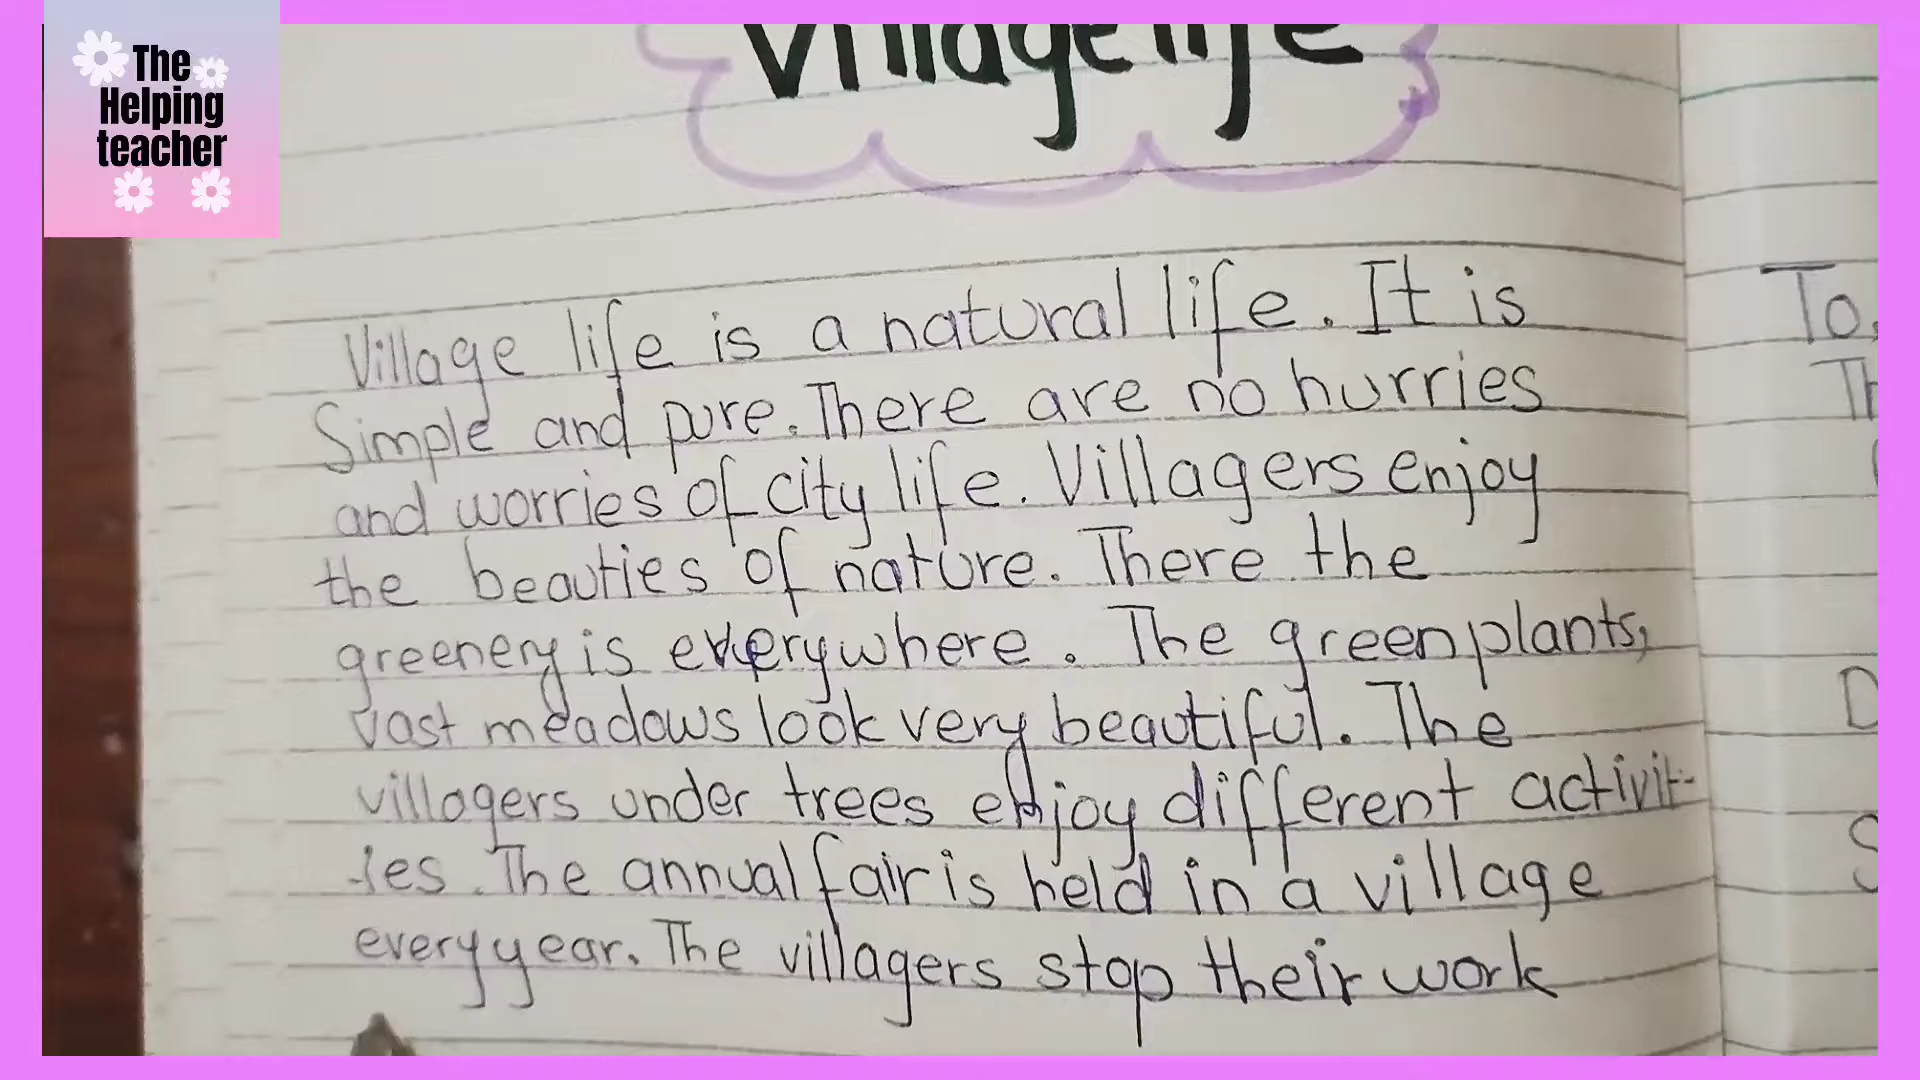 The
Helping
teacher
Village life
Village life is a natural life. It is
Simple and pure. There are no hurries
and worries of city life. Villagers enjoy
the beauties of nature. There the
greenery is everywhere. The green plants,
vast meadows look very beautiful. The
villagers under trees enjoy different activit-
-ies. The annual fair is held in a village
every year. The villagers stop their work
To,
Th
D
S